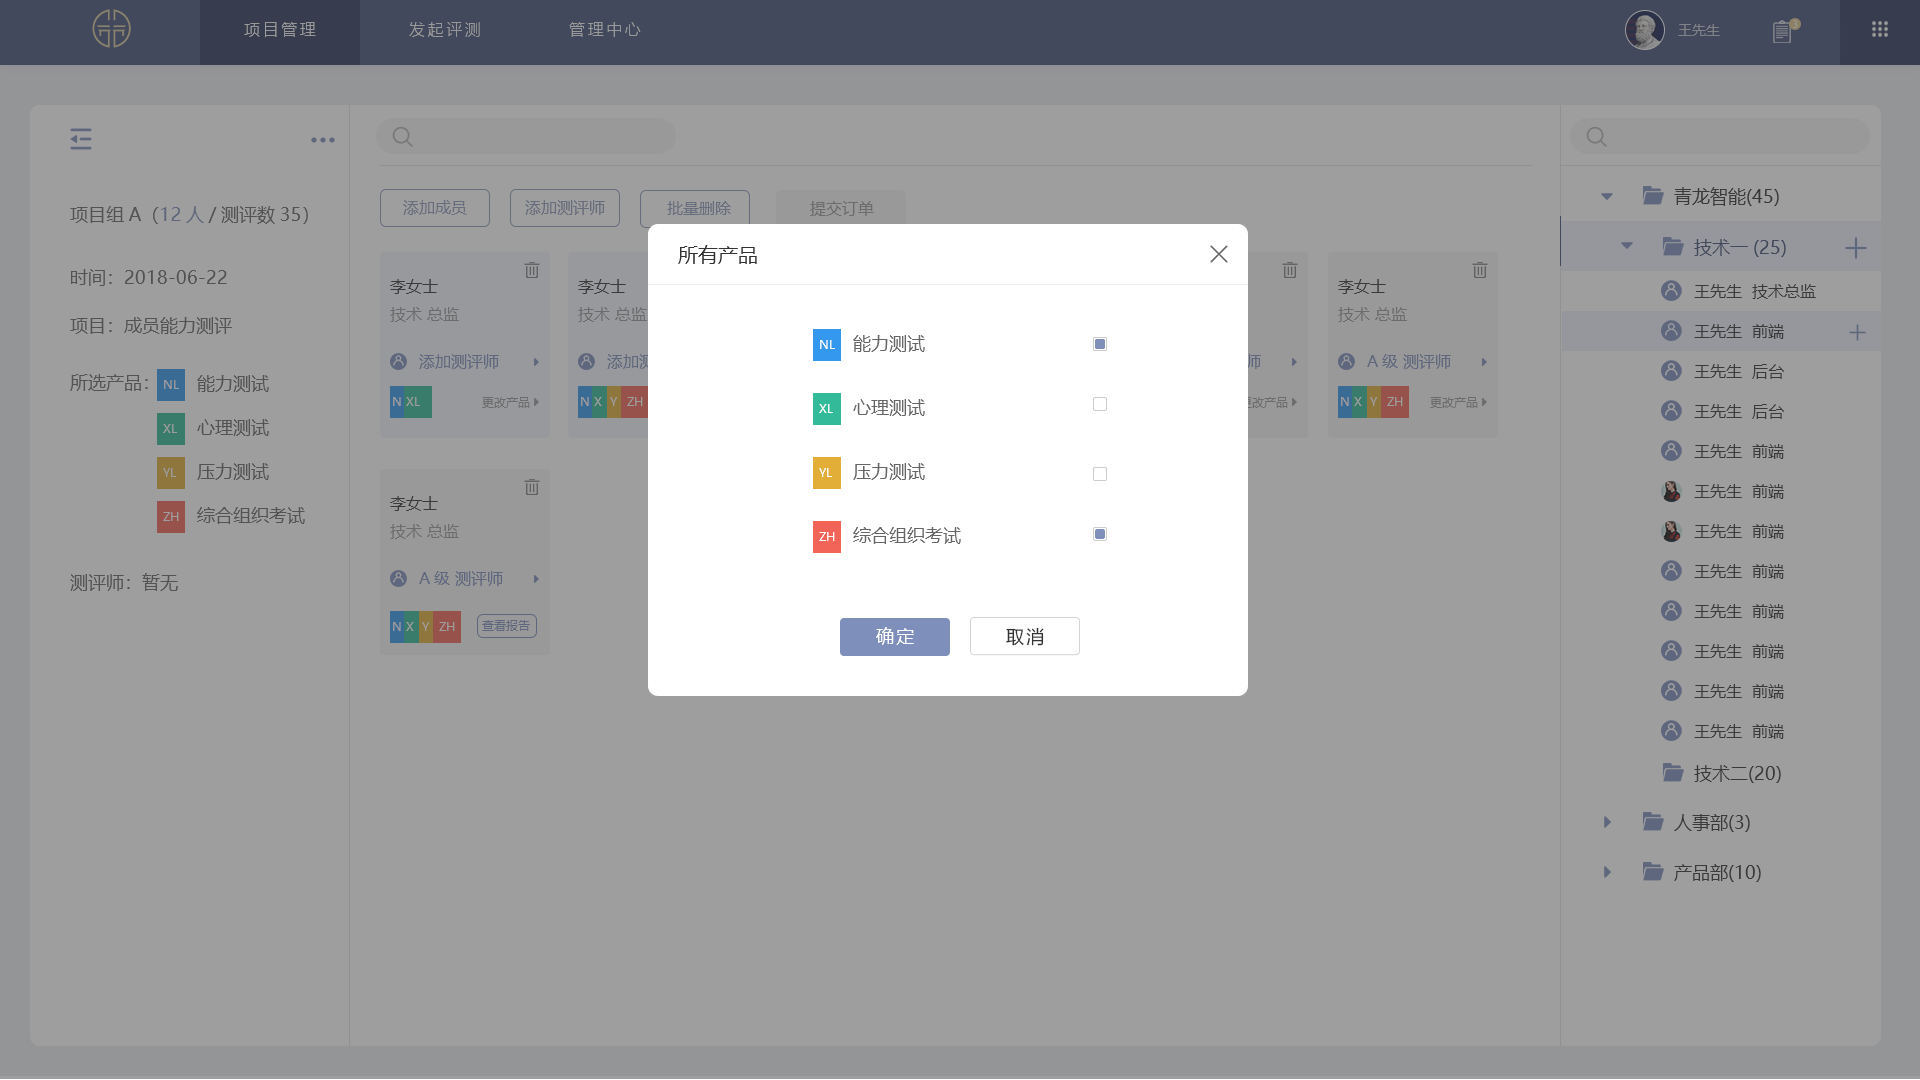 项目管理 发起评测 管理中心 王先生 3
项目组 A（12 人 / 测评数 35）
时间：2018-06-22
项目：成员能力测评
所选产品： NL 能力测试
XL 心理测试
YL 压力测试
ZH 综合组织考试
测评师：暂无
添加成员 添加测评师 批量删除 提交订单
李女士
技术 总监
添加测评师
N XL 更改产品
李女士
技术 总监
添加测
N X Y ZH
师
更改产品
李女士
技术 总监
A 级 测评师
N X Y ZH 更改产品
李女士
技术 总监
A 级 测评师
N X Y ZH 查看报告
所有产品
NL 能力测试
XL 心理测试
YL 压力测试
ZH 综合组织考试
确定 取消
青龙智能(45)
技术一 (25)
王先生 技术总监
王先生 前端
王先生 后台
王先生 后台
王先生 前端
王先生 前端
王先生 前端
王先生 前端
王先生 前端
王先生 前端
王先生 前端
王先生 前端
技术二(20)
人事部(3)
产品部(10)